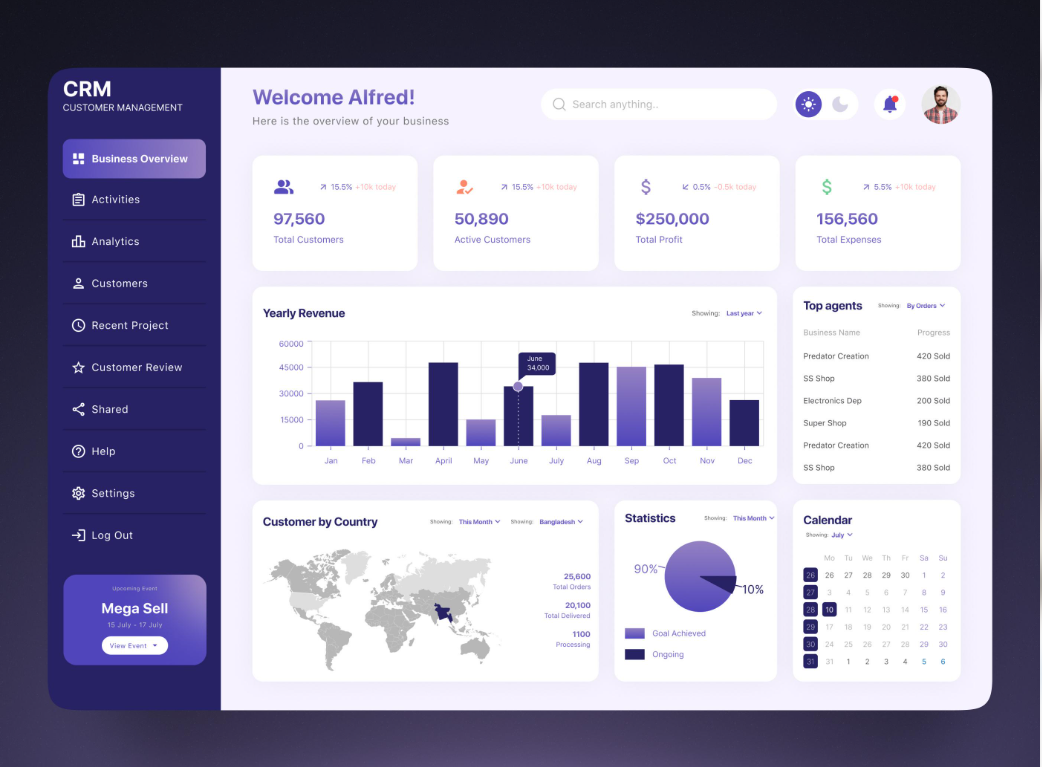 CRM
CUSTOMER MANAGEMENT
Business Overview
Activities
Analytics
Customers
Recent Project
Customer Review
Shared
Help
Settings
Log Out
Upcoming Event
Mega Sell
15 July - 17 July
View Event
Welcome Alfred!
Here is the overview of your business
Search anything..
15.5% +10k today
97,560
Total Customers
15.5% +10k today
50,890
Active Customers
0.5% -0.5k today
$250,000
Total Profit
5.5% +10k today
156,560
Total Expenses
Yearly Revenue
Showing: Last year
60000
45000
30000
15000
0
June
34,000
Jan Feb Mar April May June July Aug Sep Oct Nov Dec
Top agents
Showing: By Orders
Business Name Progress
Predator Creation 420 Sold
SS Shop 380 Sold
Electronics Dep 200 Sold
Super Shop 190 Sold
Predator Creation 420 Sold
SS Shop 380 Sold
Customer by Country
Showing: This Month Showing: Bangladesh
25,600
Total Orders
20,100
Total Delivered
1100
Processing
Statistics
Showing: This Month
90%
10%
Goal Achieved
Ongoing
Calendar
Showing: July
Mo Tu We Th Fr Sa Su
26 26 27 28 29 30 1 2
27 3 4 5 6 7 8 9
28 10 11 12 13 14 15 16
29 17 18 19 20 21 22 23
30 24 25 26 27 28 29 30
31 31 1 2 3 4 5 6